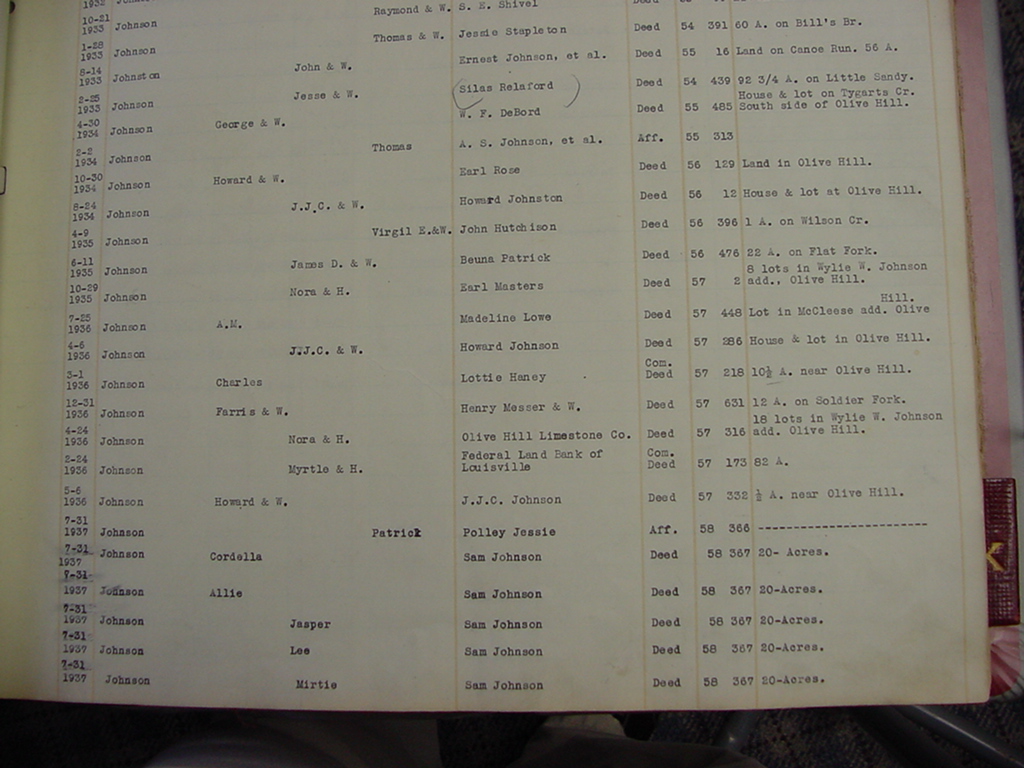 1932 Johnson
10-21
1933 Johnson Raymond & W. S. E. Shivel Deed
1-28
1933 Johnson Thomas & W. Jessie Stapleton Deed 54 391 60 A. on Bill's Br.
8-14
1933 Johnston John & W. Ernest Johnson, et al. Deed 55 16 Land on Canoe Run. 56 A.
2-25
1933 Johnson Jesse & W. Silas Relaford Deed 54 439 92 3/4 A. on Little Sandy.
House & lot on Tygarts Cr.
4-30
1934 Johnson George & W. W. F. DeBord Deed 55 485 South side of Olive Hill.
2-2
1934 Johnson Thomas A. S. Johnson, et al. Aff. 55 313
10-30
1934 Johnson Howard & W. Earl Rose Deed 56 129 Land in Olive Hill.
8-24
1934 Johnson J.J.C. & W. Howard Johnston Deed 56 12 House & lot at Olive Hill.
4-9
1935 Johnson Virgil E.&W. John Hutchison Deed 56 396 1 A. on Wilson Cr.
6-11
1935 Johnson James D. & W. Beuna Patrick Deed 56 476 22 A. on Flat Fork.
8 lots in Wylie W. Johnson
10-29
1935 Johnson Nora & H. Earl Masters Deed 57 2 add., Olive Hill.
Hill.
7-25
1936 Johnson A.M. Madeline Lowe Deed 57 448 Lot in McCleese add. Olive
4-6
1936 Johnson J.J.C. & W. Howard Johnson Deed 57 286 House & lot in Olive Hill.
3-1 Com.
1936 Johnson Charles Lottie Haney Deed 57 218 10½ A. near Olive Hill.
12-31
1936 Johnson Farris & W. Henry Messer & W. Deed 57 631 12 A. on Soldier Fork.
18 lots in Wylie W. Johnson
4-24
1936 Johnson Nora & H. Olive Hill Limestone Co. Deed 57 316 add. Olive Hill.
2-24 Federal Land Bank of Com.
1936 Johnson Myrtle & H. Louisville Deed 57 173 82 A.
5-6
1936 Johnson Howard & W. J.J.C. Johnson Deed 57 332 ½ A. near Olive Hill.
7-31
1937 Johnson Patrick Polley Jessie Aff. 58 366 -------------------------
7-31
1937 Johnson Cordella Sam Johnson Deed 58 367 20- Acres.
7-31
1937 Johnson Allie Sam Johnson Deed 58 367 20-Acres.
7-31
1937 Johnson Jasper Sam Johnson Deed 58 367 20-Acres.
7-31
1937 Johnson Lee Sam Johnson Deed 58 367 20-Acres.
7-31
1937 Johnson Mirtie Sam Johnson Deed 58 367 20-Acres.